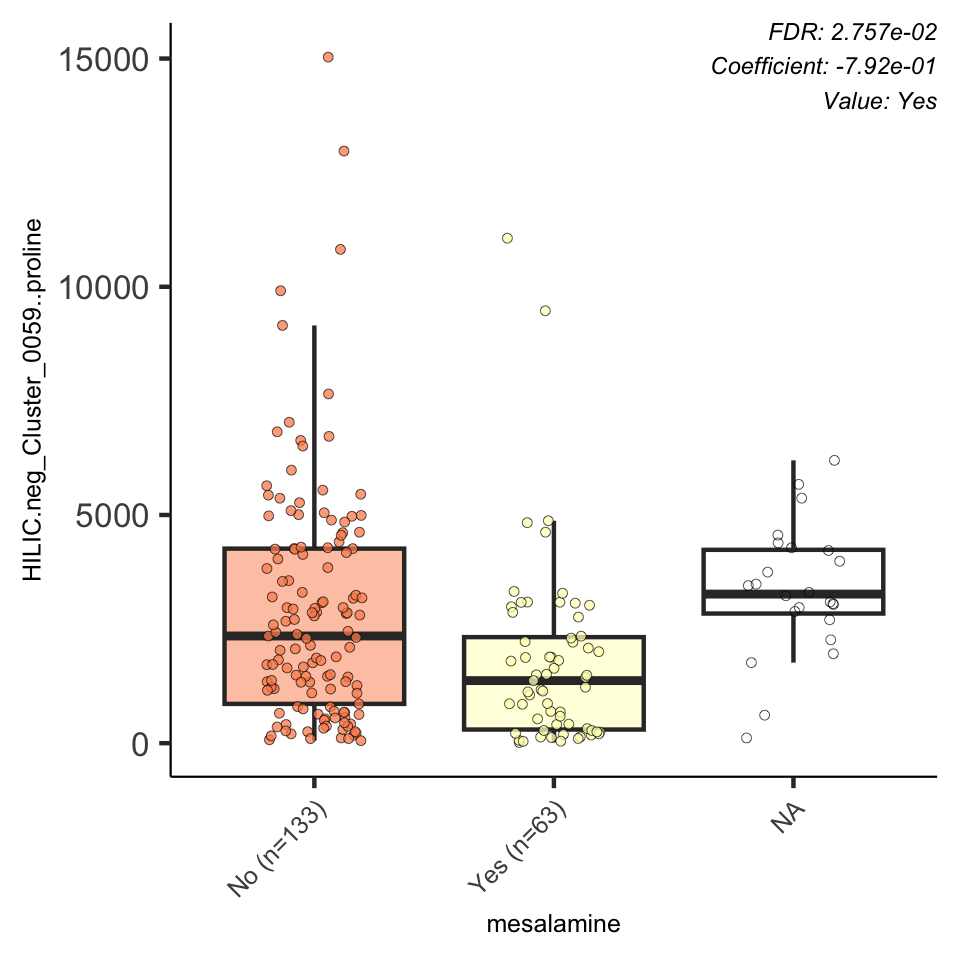 FDR: 2.757e-02
Coefficient: -7.92e-01
Value: Yes
15000
10000
5000
0
HILIC.neg_Cluster_0059..proline
No (n=133)
Yes (n=63)
NA
mesalamine